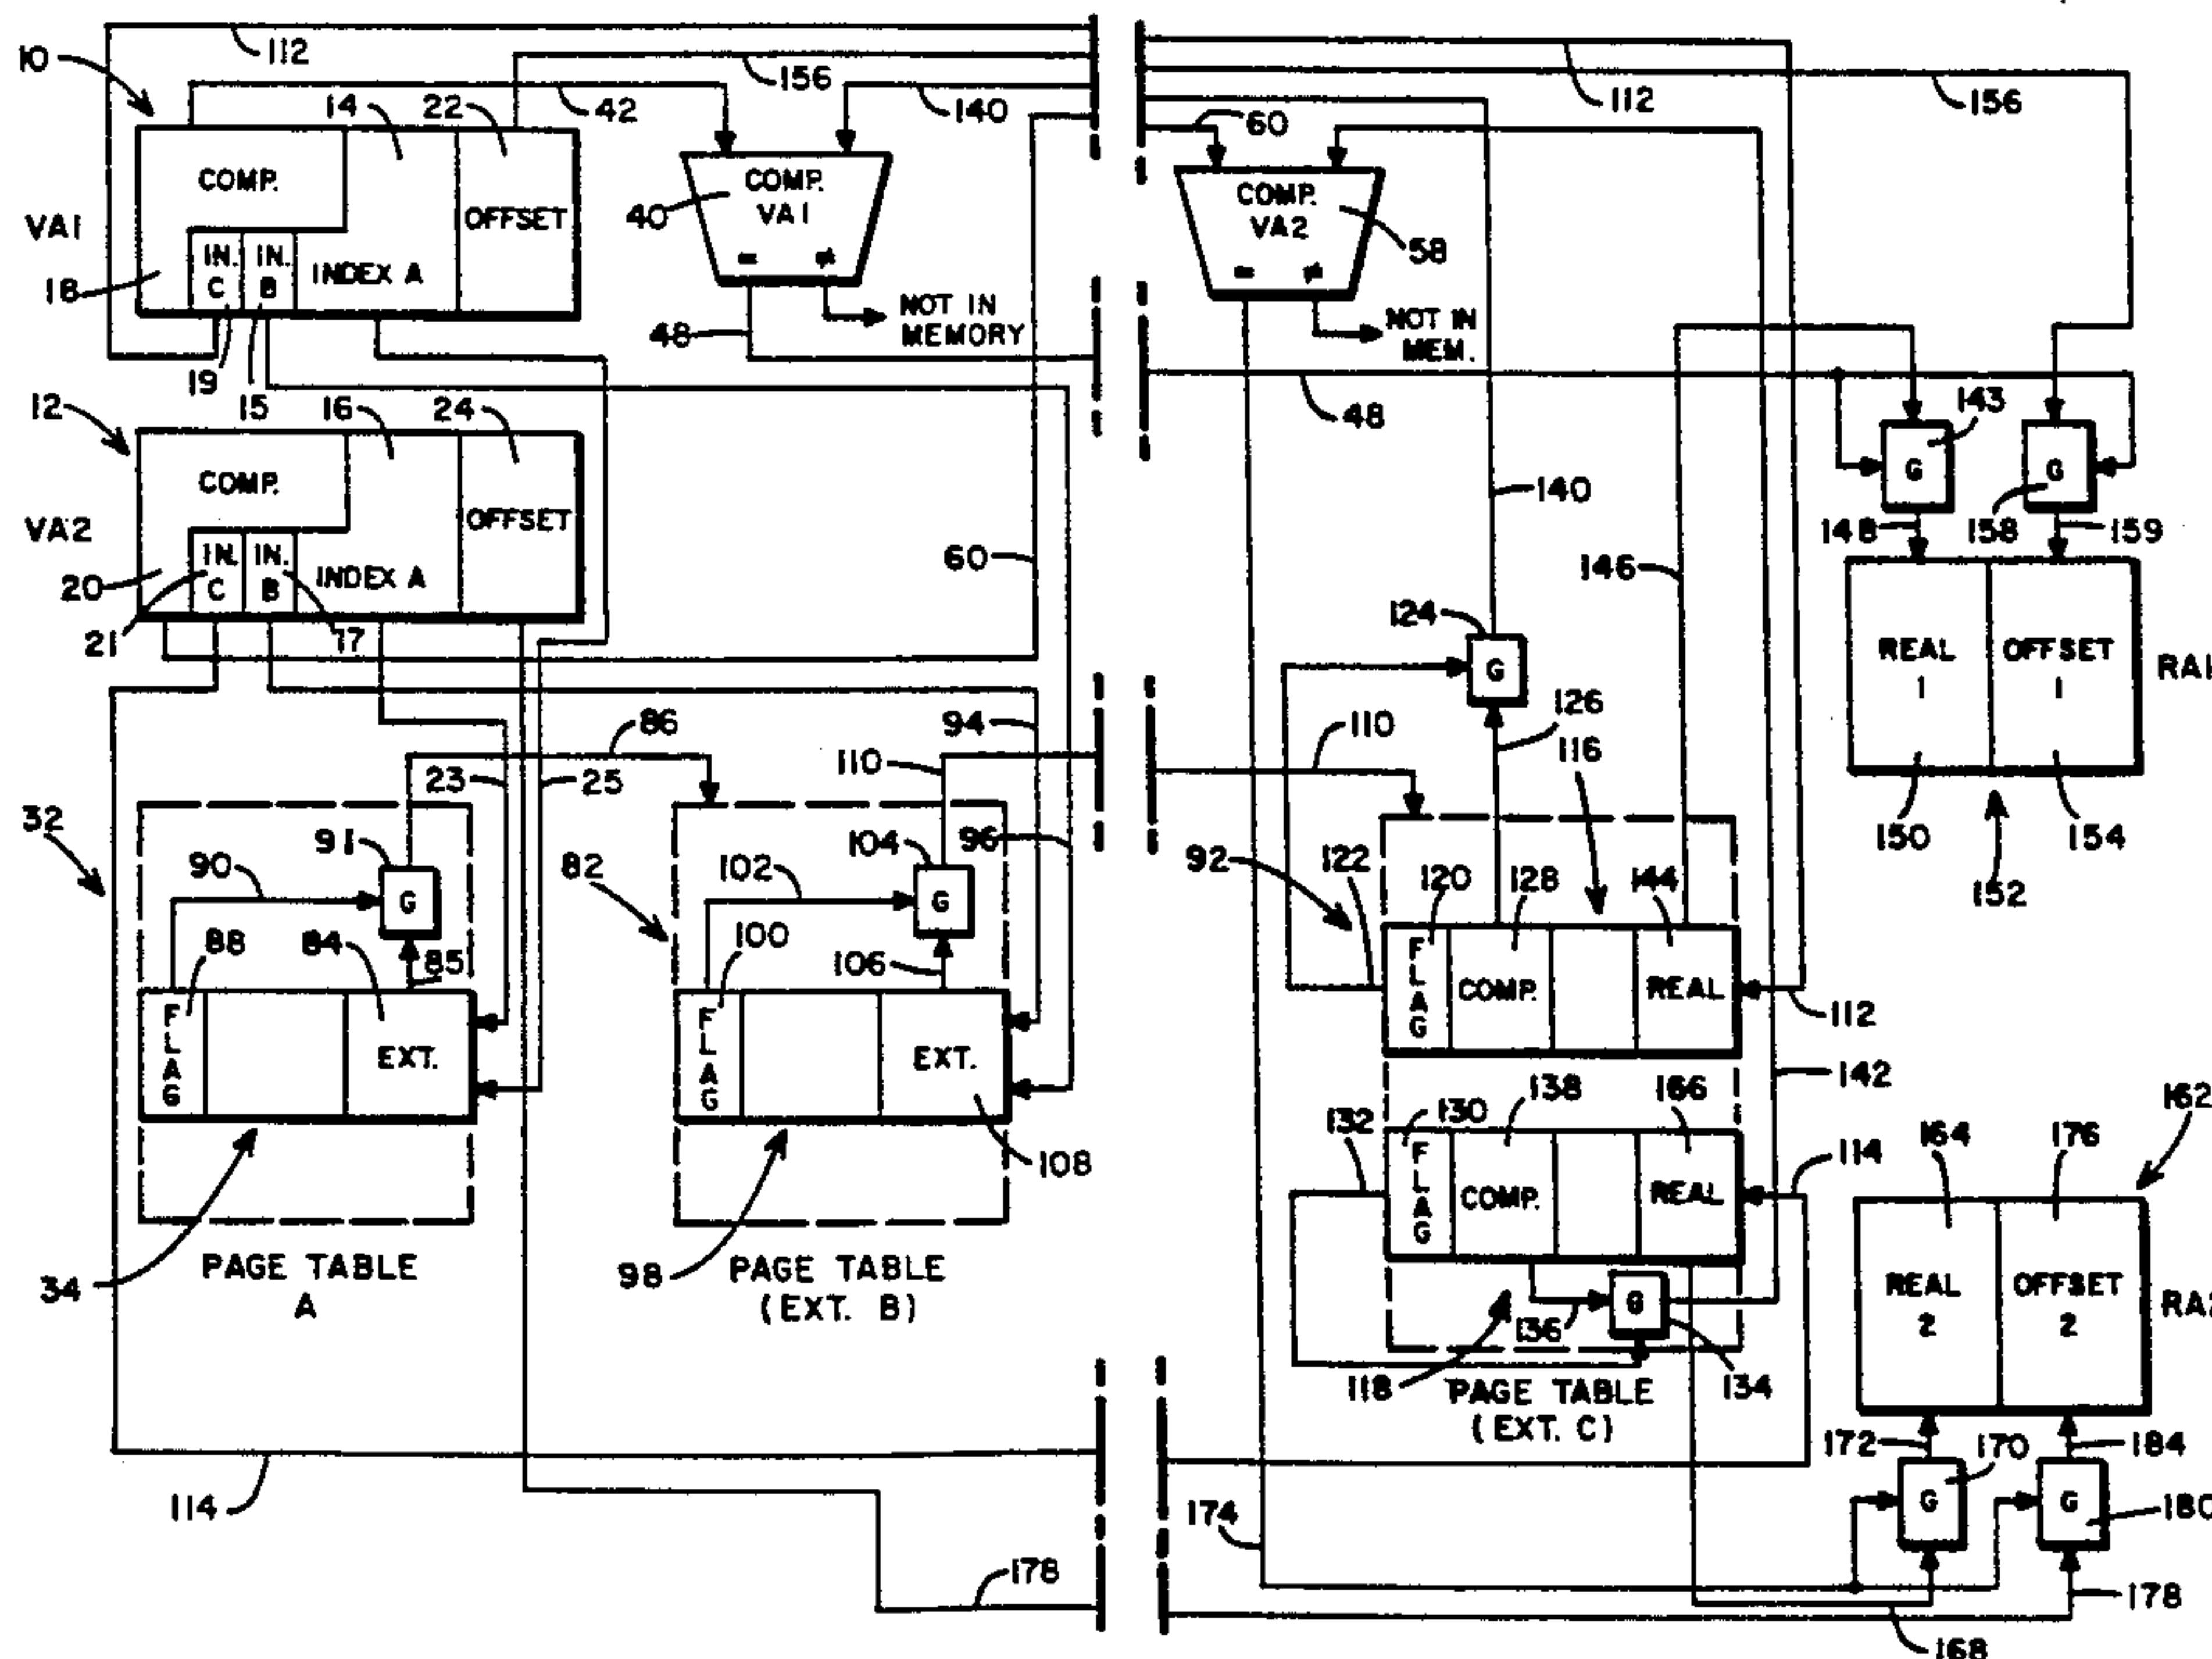 112
10
14
22
42
156
140
COMP.
OFFSET
VA1
18
IN. C
IN. B
INDEX A
19
15
40
COMP. VA1
= ≠
NOT IN
MEMORY
48
12
16
24
COMP.
OFFSET
VA2
20
IN. C
IN. B
INDEX A
21
17
60
32
86
23
25
94
110
96
91
90
G
88
84
85
FLAG
EXT.
34
PAGE TABLE
A
82
102
104
G
100
106
FLAG
EXT.
108
98
PAGE TABLE
(EXT. B)
114
178
112
156
60
COMP.
VA2
58
= ≠
NOT IN
MEM.
48
140
146
143
G
G
148
158
159
REAL
1
OFFSET
1
RA1
150
154
152
124
G
126
116
110
92
122
120
128
144
FLAG
COMP.
REAL
112
142
132
130
138
166
FLAG
COMP.
REAL
114
G
136
134
118
PAGE TABLE
(EXT. C)
162
164
176
REAL
2
OFFSET
2
172
170
184
G
G
180
174
178
168